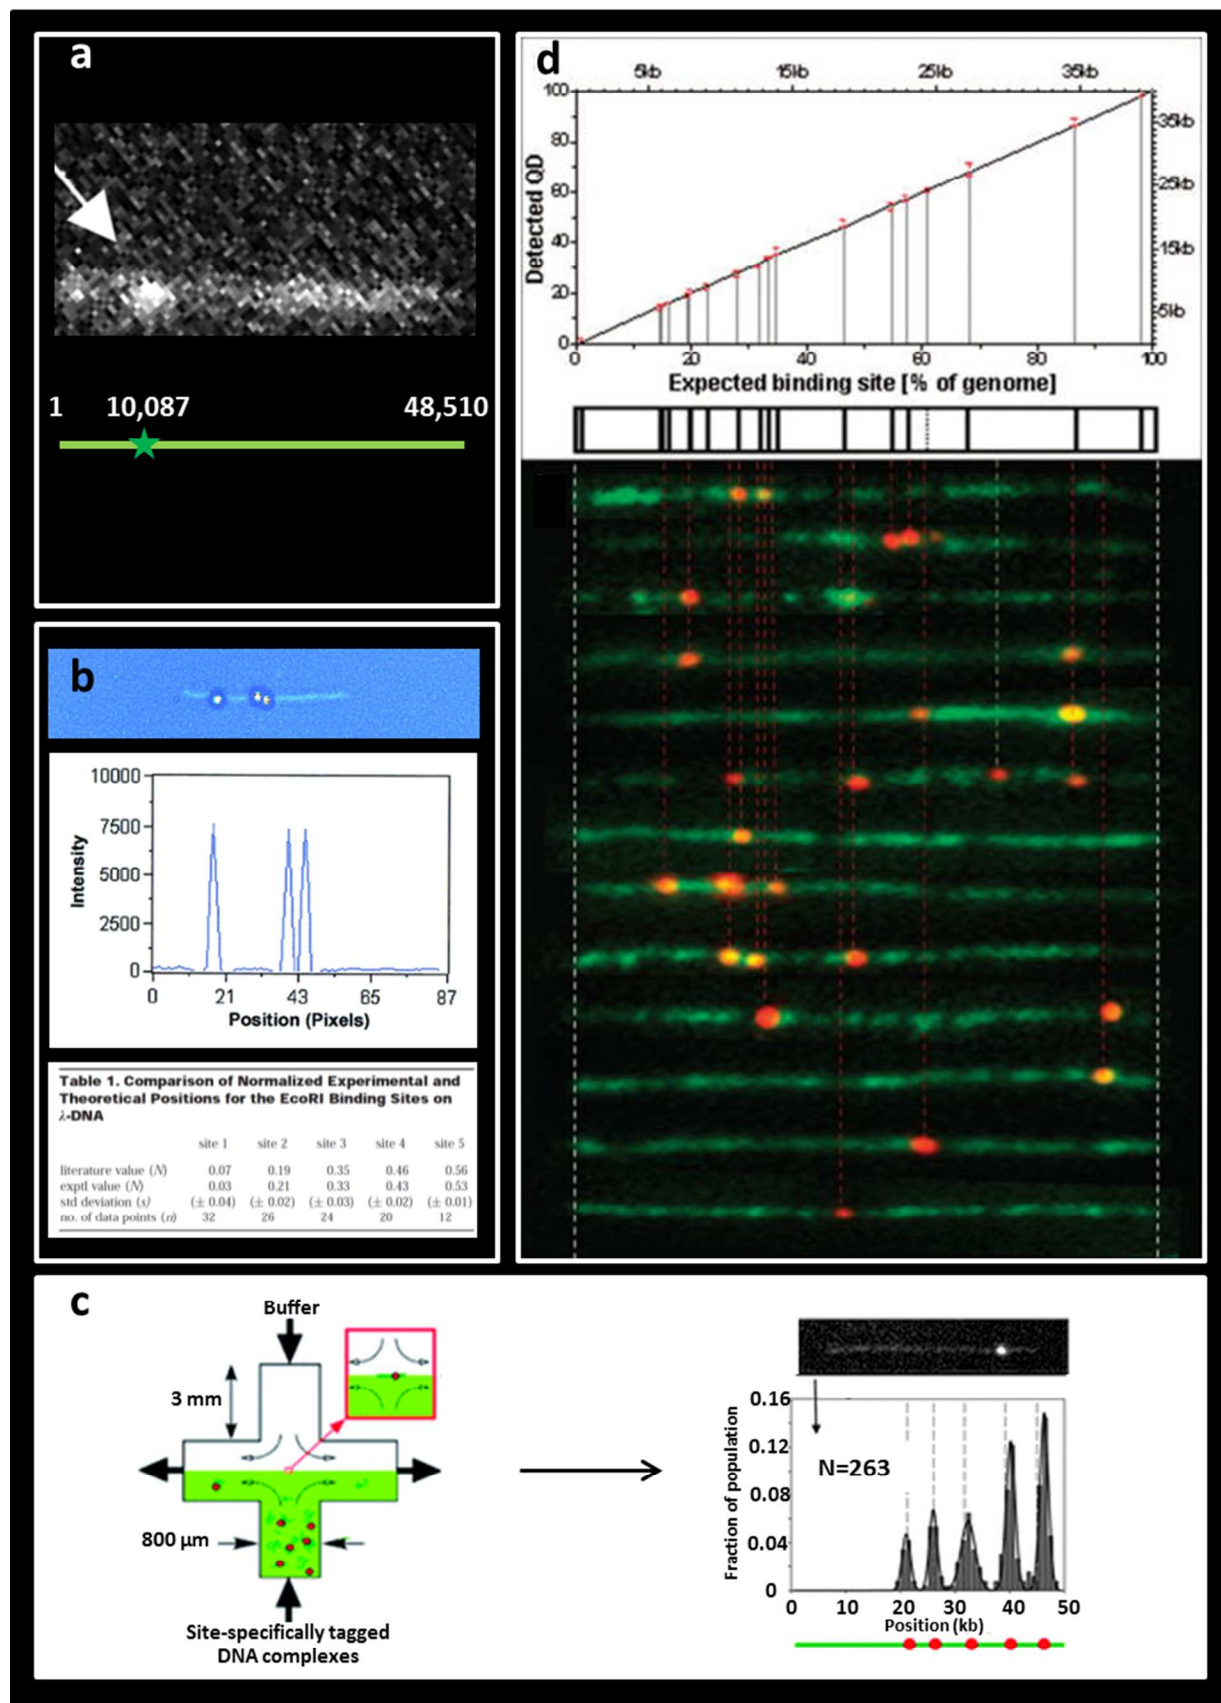 a
1 10,087 48,510
b
10000
7500
5000
2500
0
Intensity
0 21 43 65 87
Position (Pixels)
Table 1. Comparison of Normalized Experimental and
Theoretical Positions for the EcoRI Binding Sites on
λ-DNA
site 1 site 2 site 3 site 4 site 5
literature value (N) 0.07 0.19 0.35 0.46 0.56
exptl value (N) 0.03 0.21 0.33 0.43 0.53
std deviation (s) (± 0.04) (± 0.02) (± 0.03) (± 0.02) (± 0.01)
no. of data points (n) 32 26 24 20 12
d
5kb 15kb 25kb 35kb
100
80
60
40
20
0
Detected QD
35kb
25kb
15kb
5kb
0 20 40 60 80 100
Expected binding site [% of genome]
c
Buffer
3 mm
800 µm
Site-specifically tagged
DNA complexes
0.16
0.12
0.08
0.04
0
Fraction of population
N=263
0 10 20 30 40 50
Position (kb)